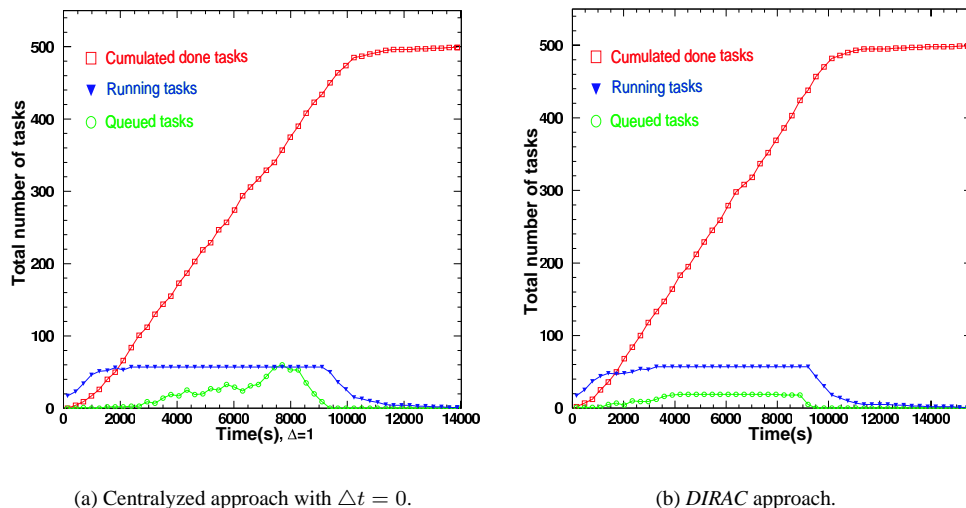 Total number of tasks
500
400
300
200
100
0
Cumulated done tasks
Running tasks
Queued tasks
0 2000 4000 6000 8000 10000 12000 14000
Time(s), Δ=1
(a) Centralyzed approach with △t = 0.
Total number of tasks
500
400
300
200
100
0
Cumulated done tasks
Running tasks
Queued tasks
0 2000 4000 6000 8000 10000 12000 14000
Time(s)
(b) DIRAC approach.